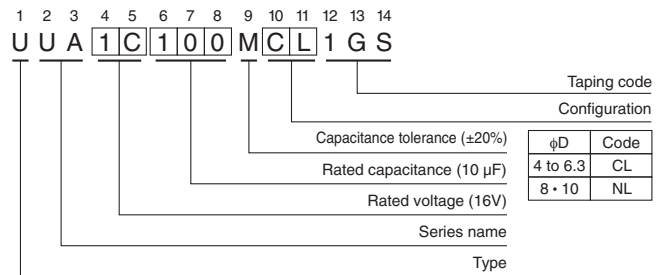 1 2 3 4 5 6 7 8 9 10 11 12 13 14
U U A 1 C 1 0 0 M C L 1 G S
Taping code
Configuration
Capacitance tolerance (±20%)
Rated capacitance (10 µF)
Rated voltage (16V)
Series name
Type
ϕD Code
4 to 6.3 CL
8 • 10 NL